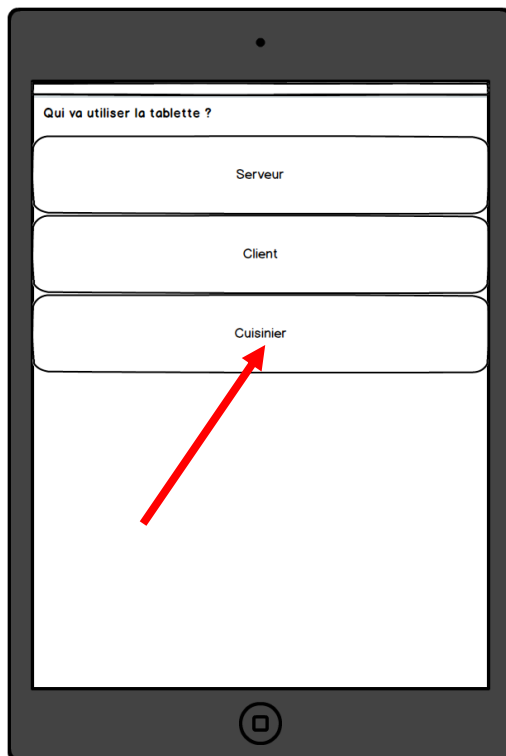 Qui va utiliser la tablette ?
Serveur
Client
Cuisinier